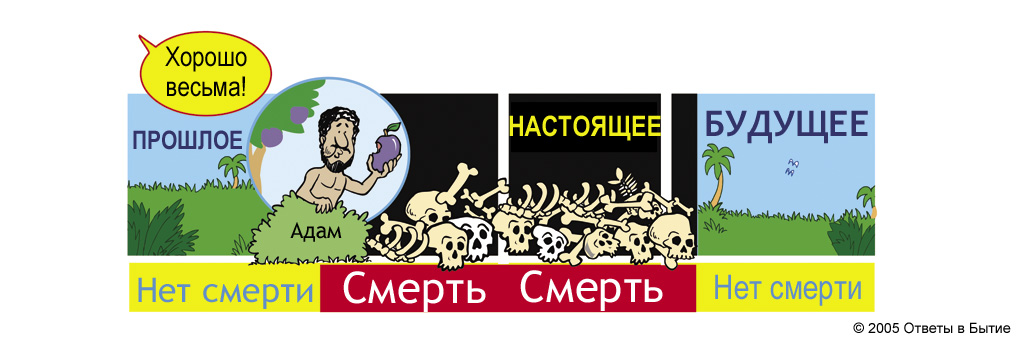 Хорошо
весьма!
ПРОШЛОЕ
НАСТОЯЩЕЕ
БУДУЩЕЕ
Адам
Нет смерти
Смерть
Смерть
Нет смерти
© 2005 Ответы в Бытие